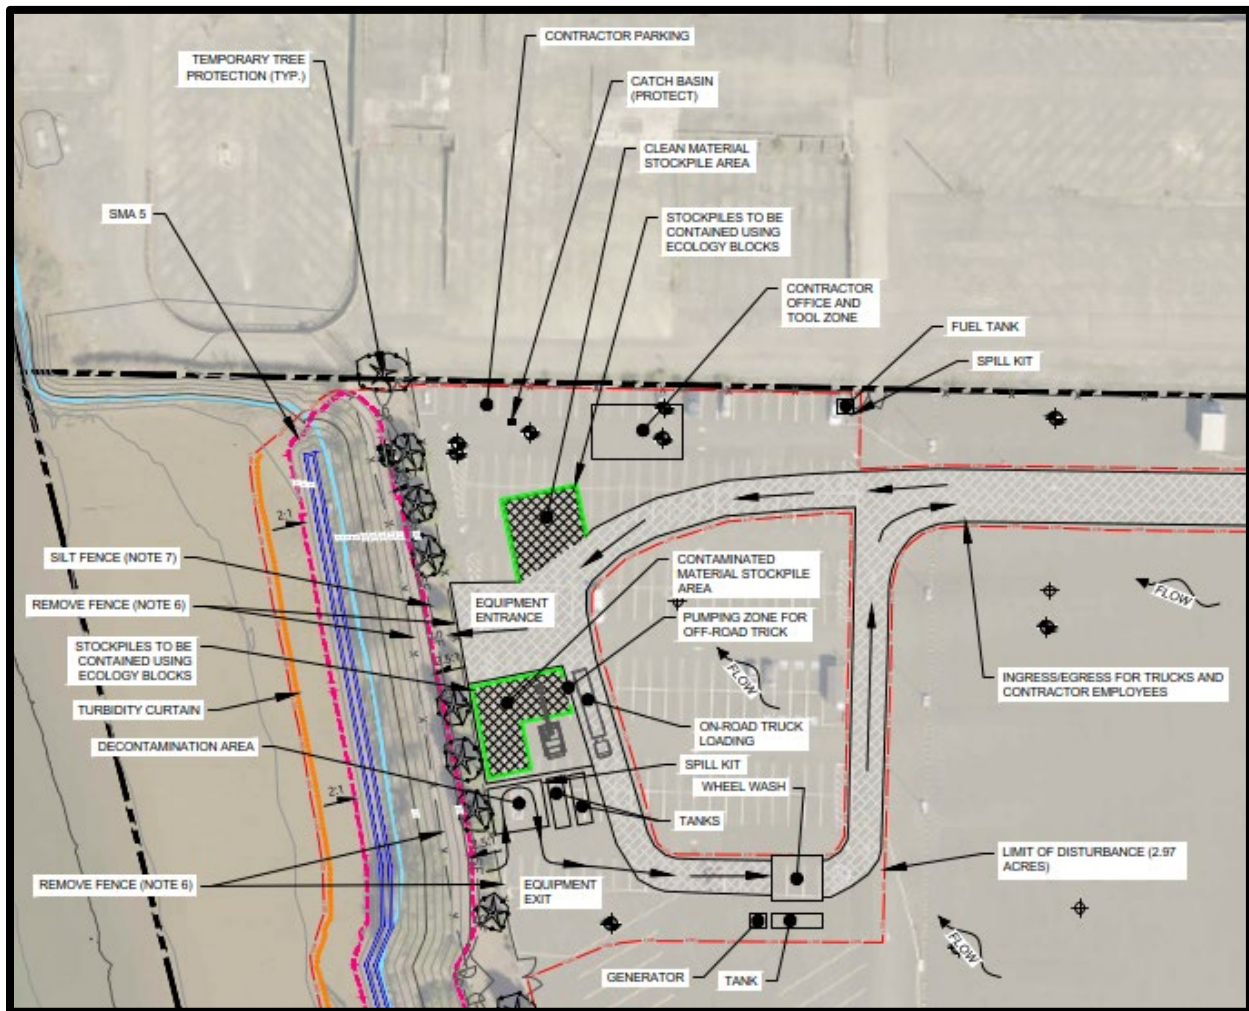 CONTRACTOR PARKING
TEMPORARY TREE
PROTECTION (TYP.)
CATCH BASIN
(PROTECT)
CLEAN MATERIAL
STOCKPILE AREA
SMA 5
STOCKPILES TO BE
CONTAINED USING
ECOLOGY BLOCKS
CONTRACTOR
OFFICE AND
TOOL ZONE
FUEL TANK
SPILL KIT
2:1
SILT FENCE (NOTE 7)
CONTAMINATED
MATERIAL STOCKPILE
AREA
REMOVE FENCE (NOTE 6)
EQUIPMENT
ENTRANCE
FLOW
PUMPING ZONE FOR
OFF-ROAD TRICK
STOCKPILES TO BE
CONTAINED USING
ECOLOGY BLOCKS
FLOW
INGRESS/EGRESS FOR TRUCKS AND
CONTRACTOR EMPLOYEES
TURBIDITY CURTAIN
ON-ROAD TRUCK
LOADING
DECONTAMINATION AREA
SPILL KIT
2:1
WHEEL WASH
TANKS
LIMIT OF DISTURBANCE (2.97
ACRES)
REMOVE FENCE (NOTE 6)
EQUIPMENT
EXIT
FLOW
GENERATOR
TANK